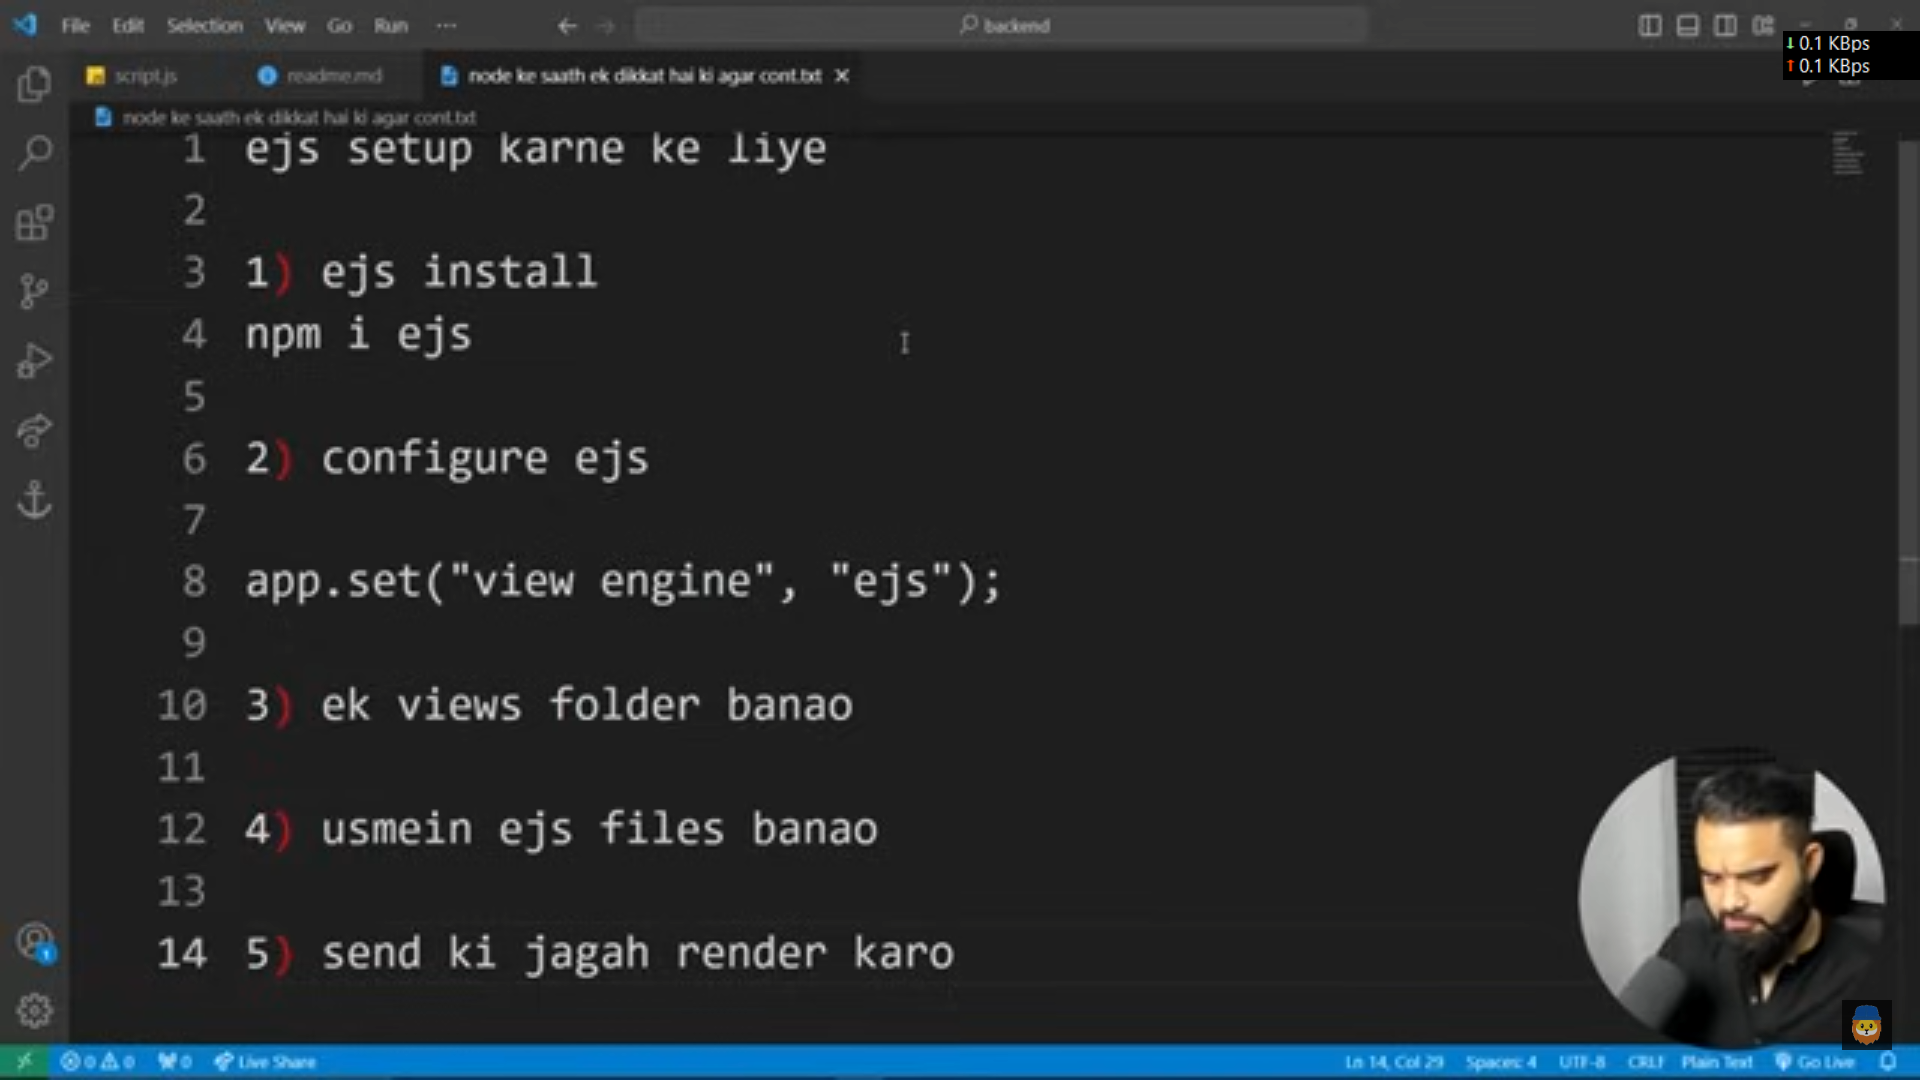 File Edit Selection View Go Run ··· backend
↓ 0.1 KBps
↑ 0.1 KBps
script.js readme.md node ke saath ek dikkat hai ki agar cont.txt
node ke saath ek dikkat hai ki agar cont.txt
1 ejs setup karne ke liye
2
3 1) ejs install
4 npm i ejs
5
6 2) configure ejs
7
8 app.set("view engine", "ejs");
9
10 3) ek views folder banao
11
12 4) usmein ejs files banao
13
14 5) send ki jagah render karo
1
0 0 0 Live Share Ln 14, Col 29 Spaces: 4 UTF-8 CRLF Plain Text Go Live